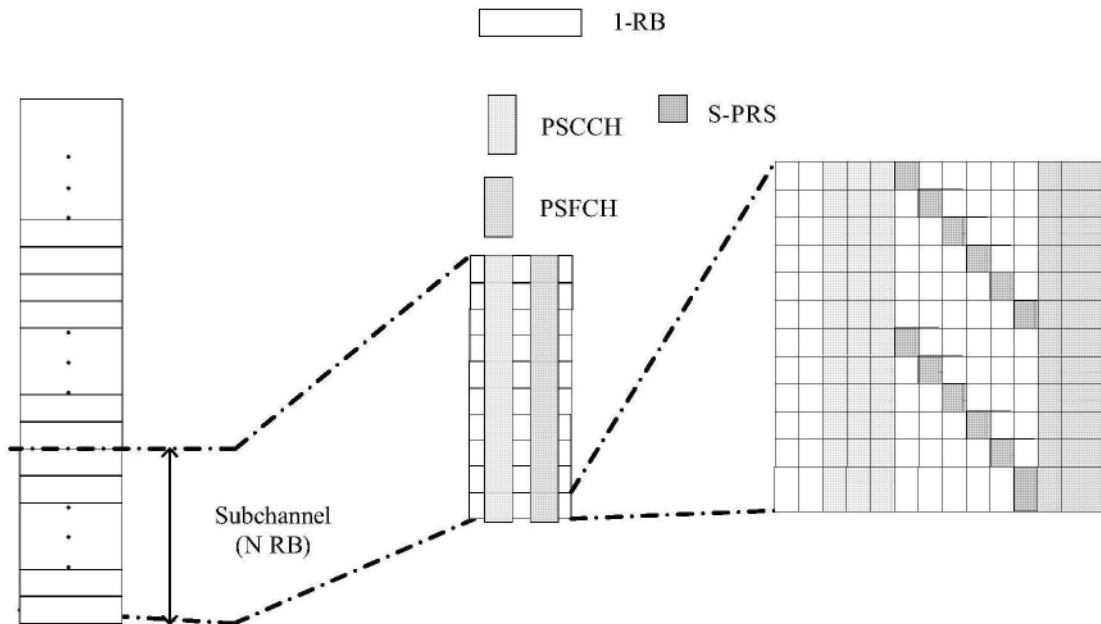 1-RB
PSCCH
S-PRS
PSFCH
Subchannel
(N RB)